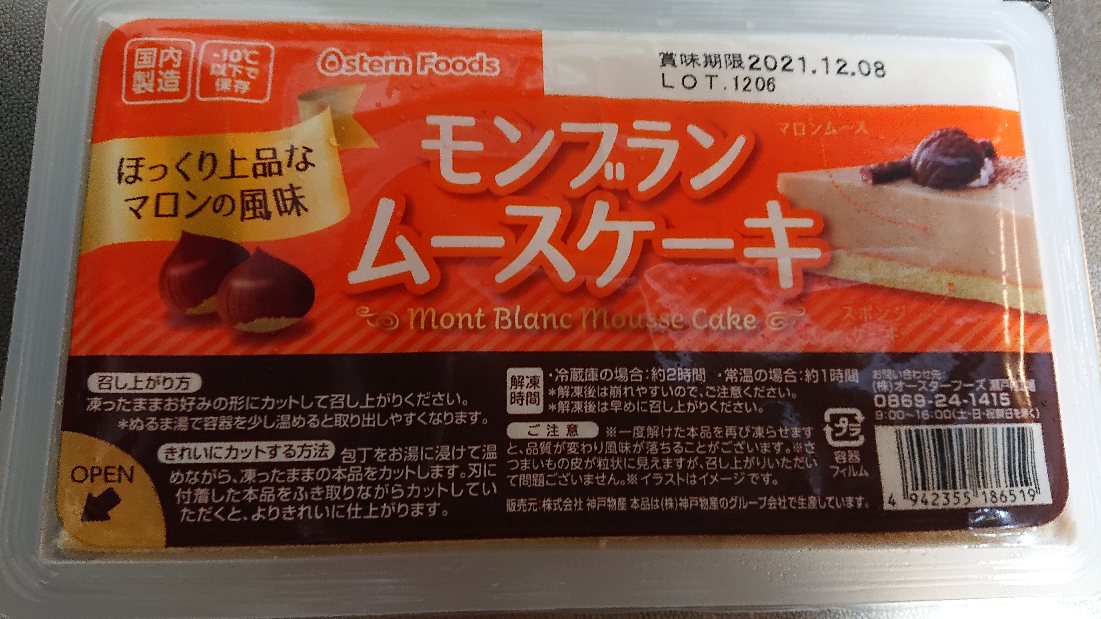 国内
製造
-10℃
以下で
保存
Ostern Foods
賞味期限2021.12.08
LOT.1206
ほっくり上品な
マロンの風味
モンブラン
ムースケーキ
Mont Blanc Mousse Cake
マロンムース
スポンジ
召し上がり方
凍ったままお好みの形にカットして召し上がりください。
*ぬるま湯で容器を少し温めると取り出しやすくなります。
きれいにカットする方法 包丁をお湯に浸けて温
めながら、凍ったままの本品をカットします。刃に
付着した本品をふき取りながらカットしてい
ただくと、よりきれいに仕上がります。
OPEN
解凍
時間
・冷蔵庫の場合:約2時間 ・常温の場合:約1時間
*解凍後は崩れやすいので、ご注意ください。
*解凍後は早めに召し上がりください。
ご注意 ※一度解けた本品を再び凍らせます
と、品質が変わり風味が落ちることがございます。※さ
つまいもの皮が粒状に見えますが、召し上がりいただい
て問題ございません。※イラストはイメージです。
販売元:株式会社 神戸物産 本品は(株)神戸物産のグループ会社で生産しています。
お問い合わせ先:
(株)オースターフーズ
0869-24-1415
9:00~16:00(土・日・祝祭日を除く)
プラ
容器
フィルム
4 942355 186519